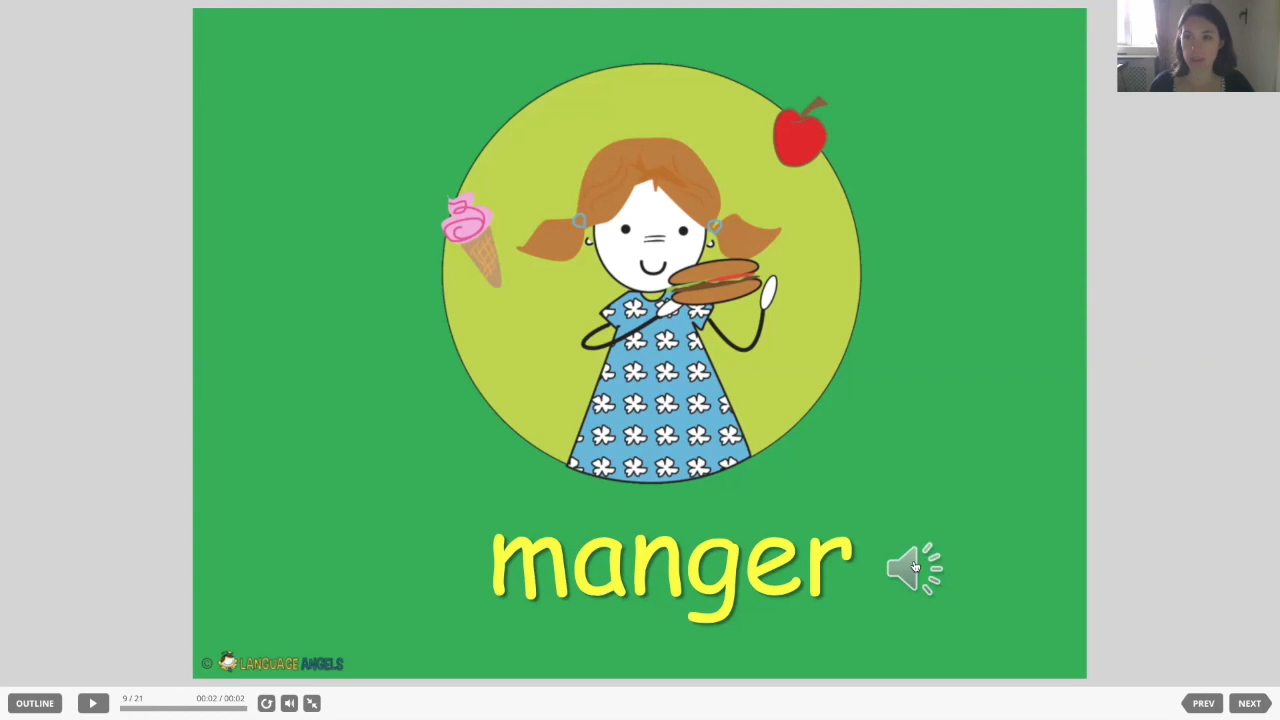 manger
© LANGUAGE ANGELS
OUTLINE
9 / 21
00:02 / 00:02
PREV
NEXT